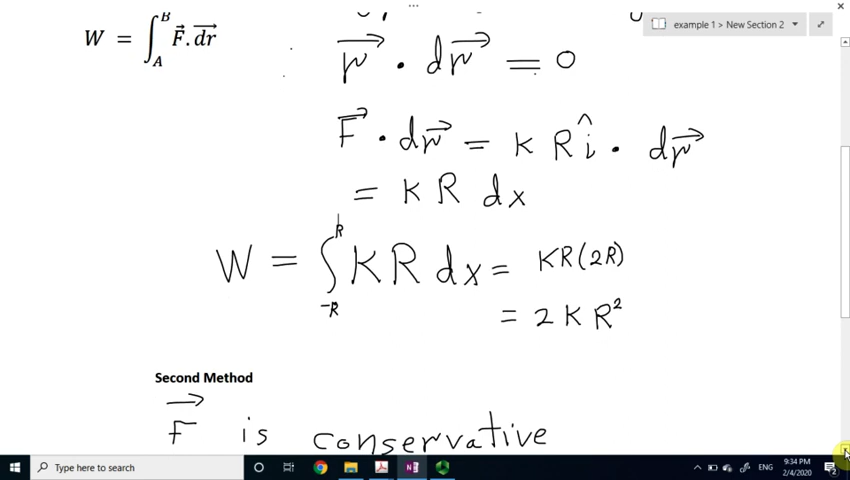 example 1 > New Section 2
W = ∫_A^B F⃗. dr⃗
r⃗ · dr⃗ = 0
F⃗ · dr⃗ = K R î · dr⃗
= K R dx
W = ∫_{-R}^{R} K R dx = KR(2R)
= 2 K R²
Second Method
F⃗ is conservative
Type here to search
ENG
9:34 PM
2/4/2020
2